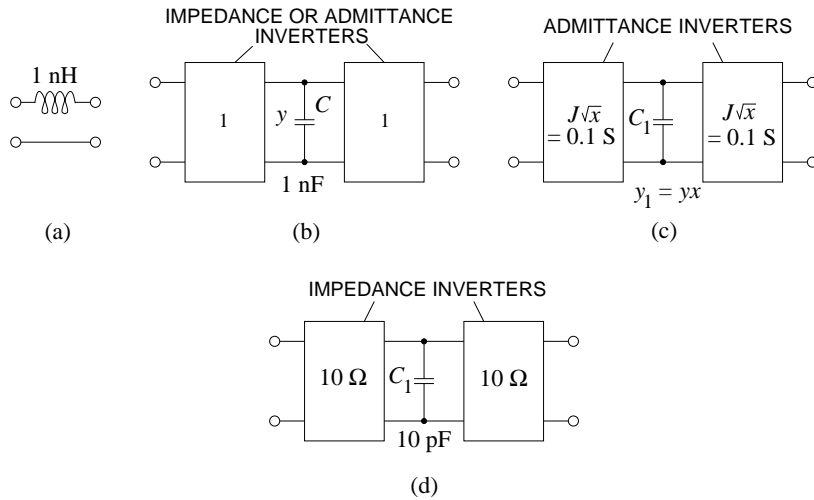 IMPEDANCE OR ADMITTANCE
INVERTERS
ADMITTANCE INVERTERS
1 nH
y
C
1
1
1 nF
J√x
= 0.1 S
C1
J√x
= 0.1 S
y1 = yx
(a)
(b)
(c)
IMPEDANCE INVERTERS
10 Ω
C1
10 Ω
10 pF
(d)